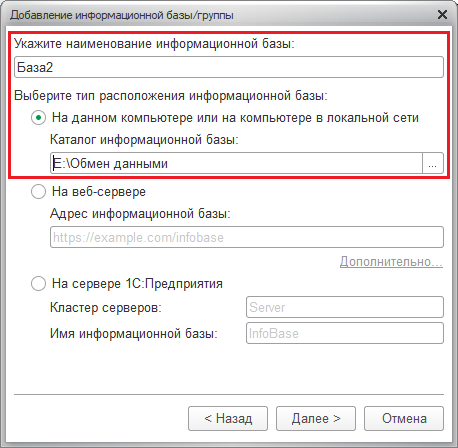 Добавление информационной базы/группы
Укажите наименование информационной базы:
База2
Выберите тип расположения информационной базы:
На данном компьютере или на компьютере в локальной сети
Каталог информационной базы:
E:\Обмен данными
...
На веб-сервере
Адрес информационной базы:
https://example.com/infobase
Дополнительно...
На сервере 1С:Предприятия
Кластер серверов:
Server
Имя информационной базы:
InfoBase
< Назад
Далее >
Отмена